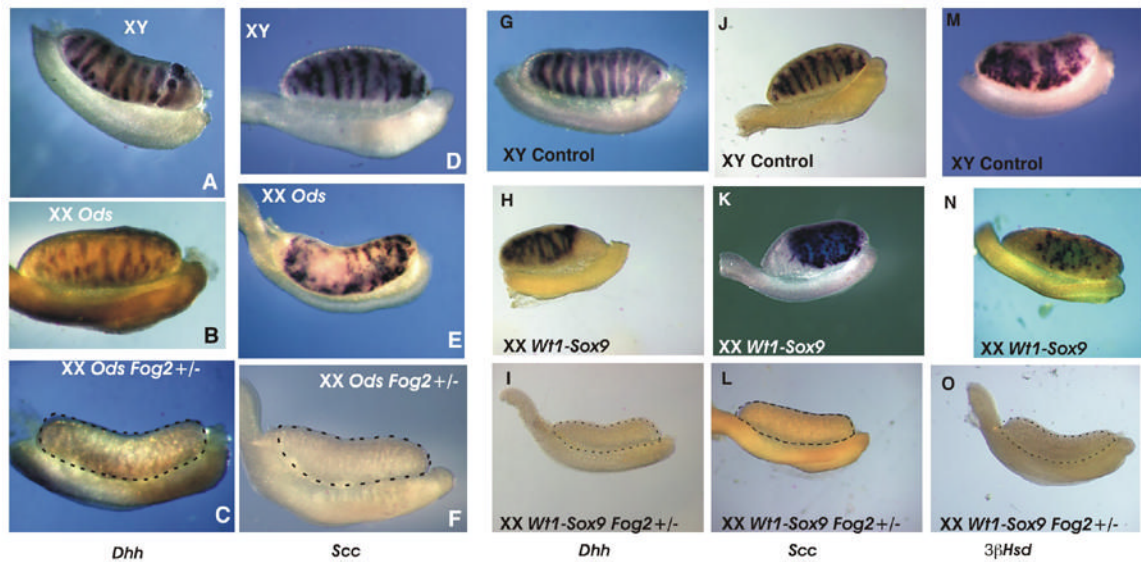 XY
A
XX Ods
B
XX Ods Fog2+/-
C
Dhh
XY
D
XX Ods
E
XX Ods Fog2+/-
F
Scc
G
XY Control
H
XX Wt1-Sox9
I
XX Wt1-Sox9 Fog2+/-
Dhh
J
XY Control
K
XX Wt1-Sox9
L
XX Wt1-Sox9 Fog2+/-
Scc
M
XY Control
N
XX Wt1-Sox9
O
XX Wt1-Sox9 Fog2+/-
3βHsd